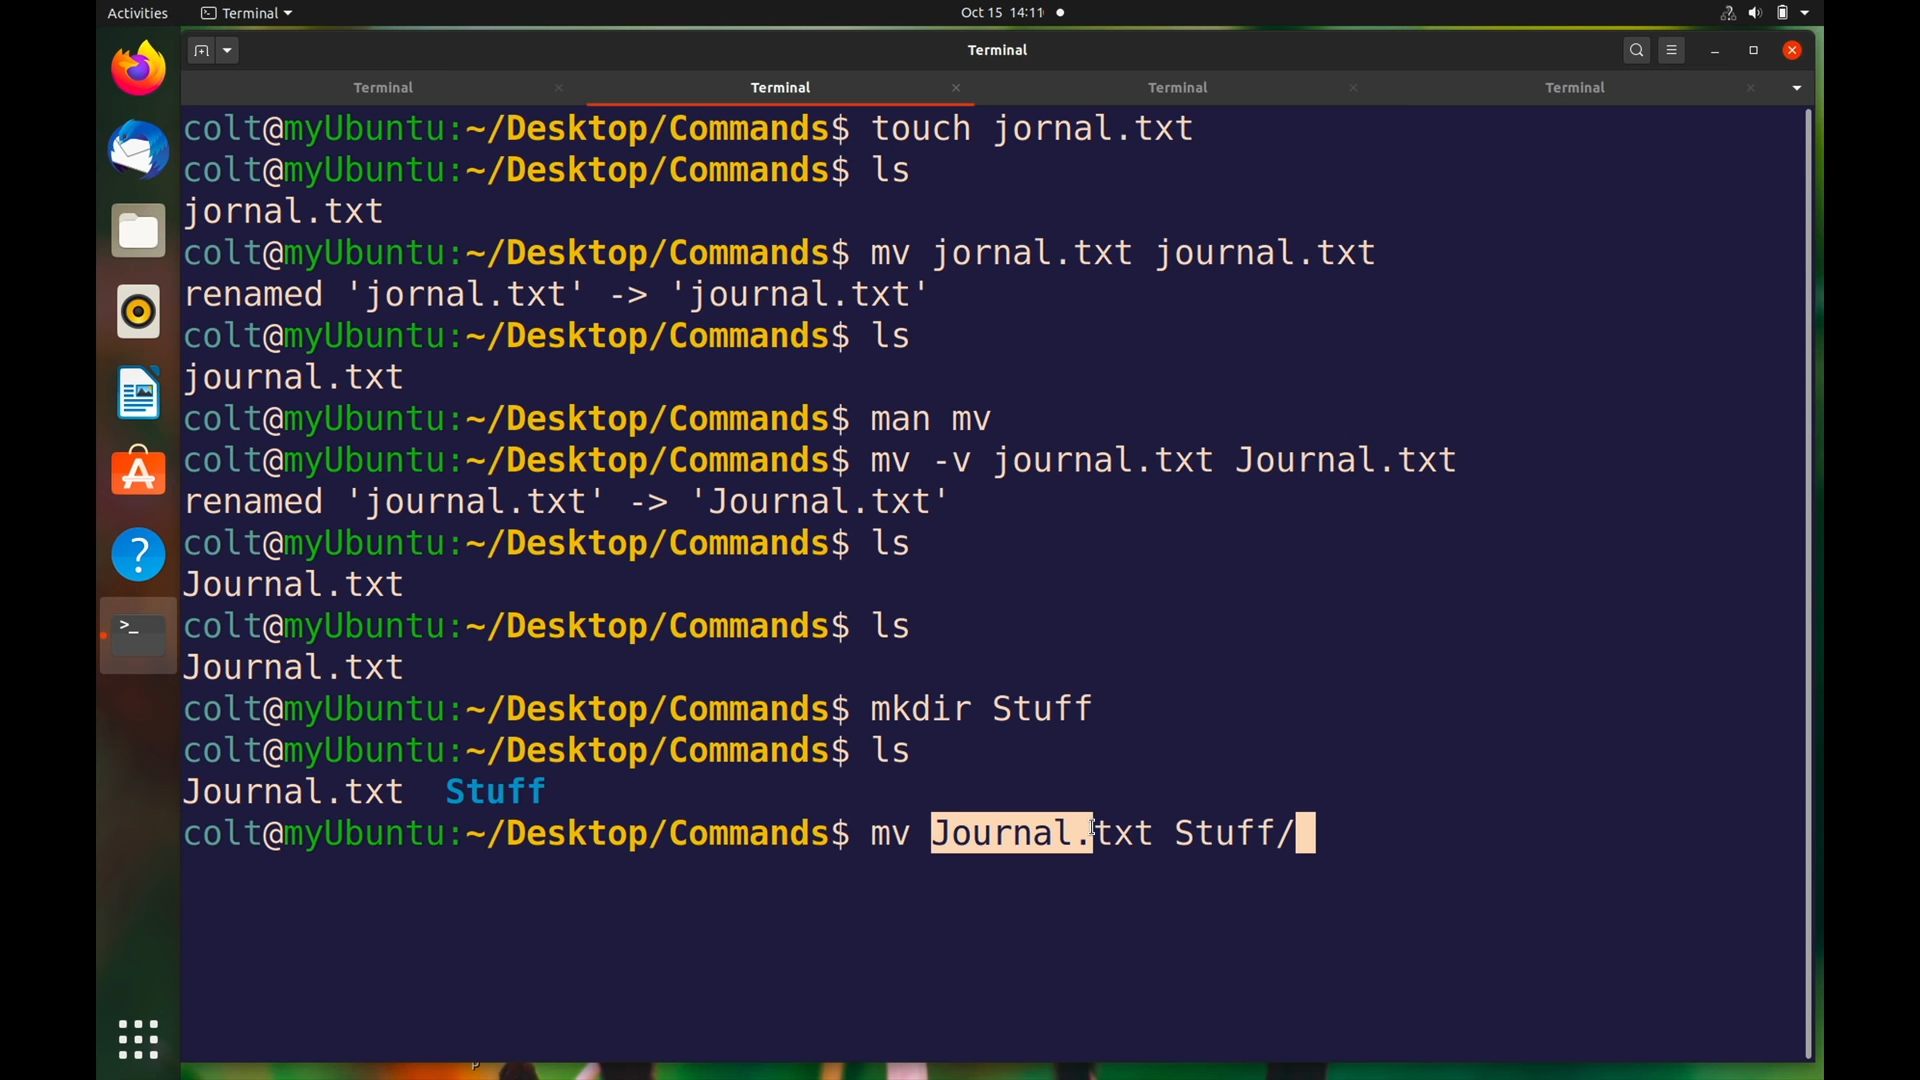 Activities Terminal Oct 15 14:11
Terminal
Terminal Terminal Terminal Terminal
colt@myUbuntu:~/Desktop/Commands$ touch jornal.txt
colt@myUbuntu:~/Desktop/Commands$ ls
jornal.txt
colt@myUbuntu:~/Desktop/Commands$ mv jornal.txt journal.txt
renamed 'jornal.txt' -> 'journal.txt'
colt@myUbuntu:~/Desktop/Commands$ ls
journal.txt
colt@myUbuntu:~/Desktop/Commands$ man mv
colt@myUbuntu:~/Desktop/Commands$ mv -v journal.txt Journal.txt
renamed 'journal.txt' -> 'Journal.txt'
colt@myUbuntu:~/Desktop/Commands$ ls
Journal.txt
colt@myUbuntu:~/Desktop/Commands$ ls
Journal.txt
colt@myUbuntu:~/Desktop/Commands$ mkdir Stuff
colt@myUbuntu:~/Desktop/Commands$ ls
Journal.txt Stuff
colt@myUbuntu:~/Desktop/Commands$ mv Journal.txt Stuff/